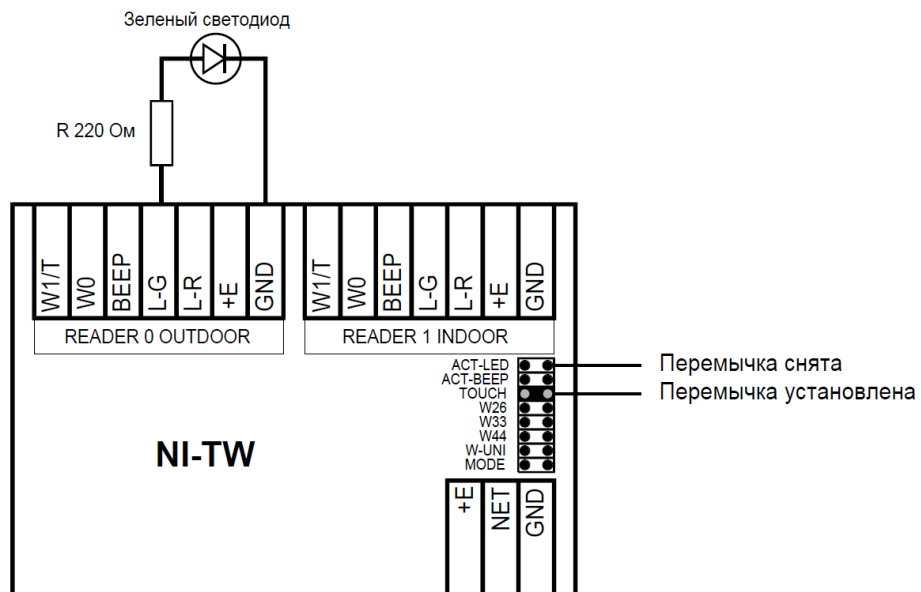 Зеленый светодиод
R 220 Ом
W1/T W0 BEEP L-G L-R +E GND
W1/T W0 BEEP L-G L-R +E GND
READER 0 OUTDOOR
READER 1 INDOOR
ACT-LED
Перемычка снята
ACT-BEEP
TOUCH
Перемычка установлена
W26
W33
W44
W-UNI
MODE
NI-TW
+E NET GND